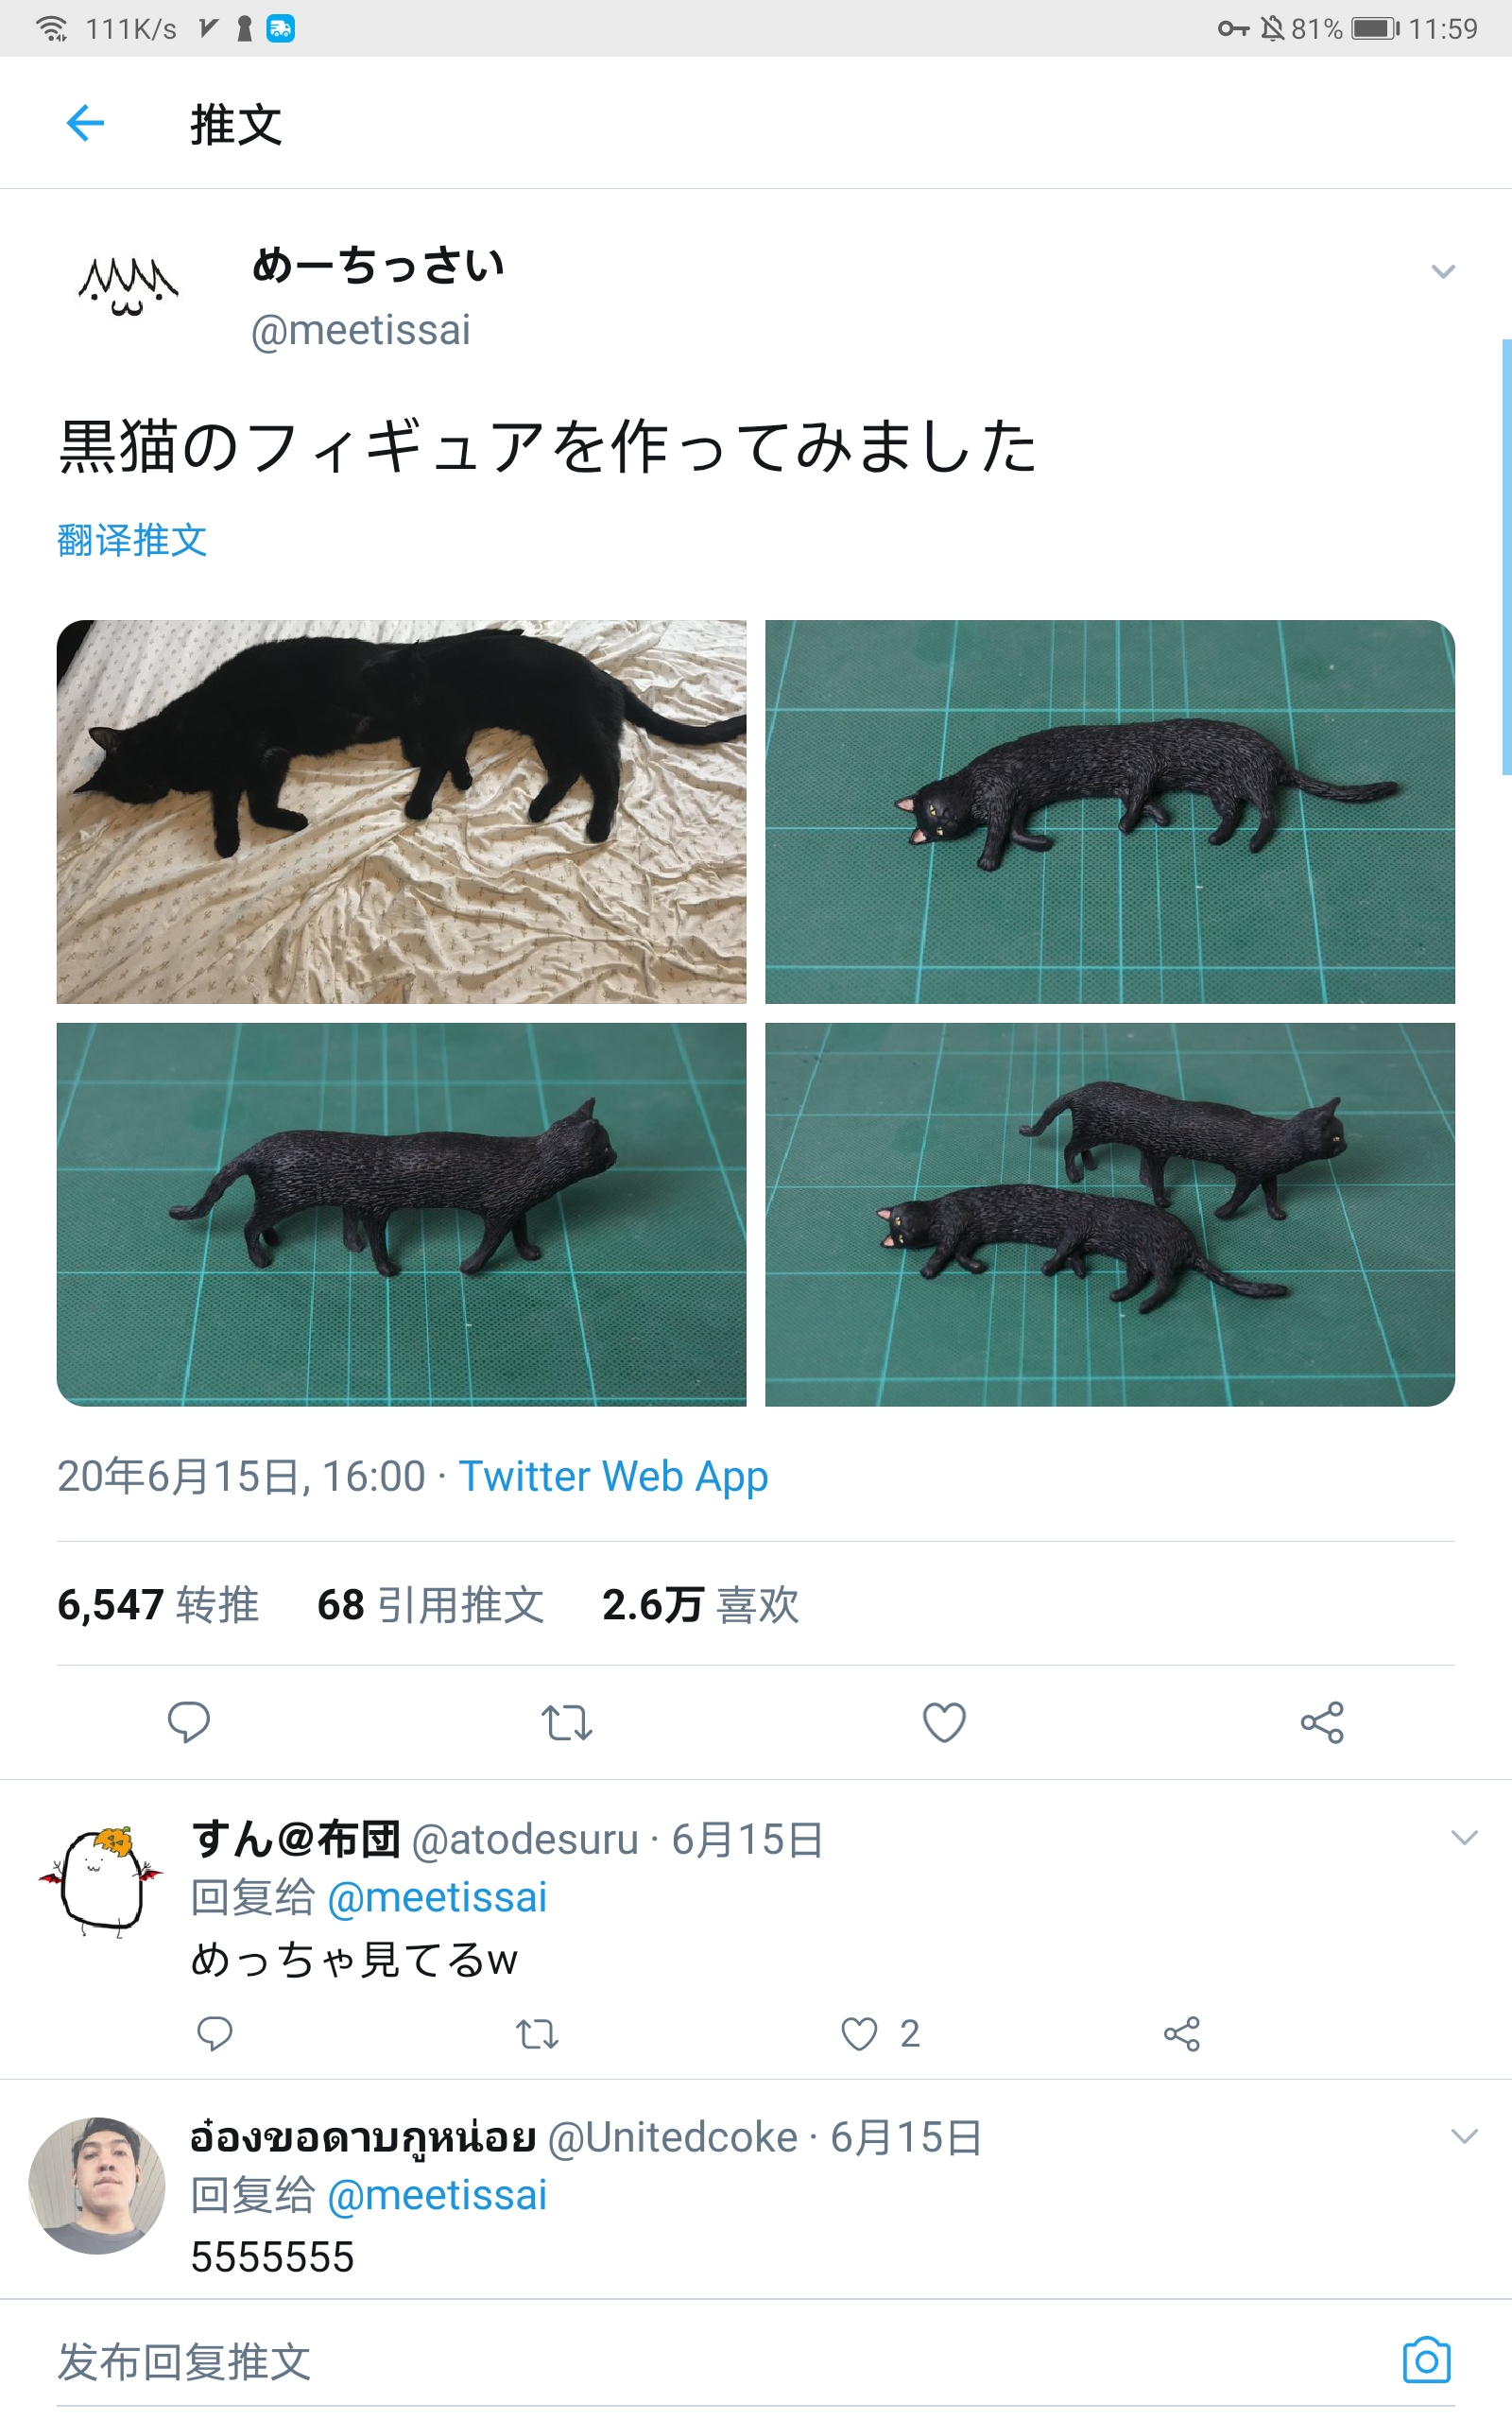 111K/s
81% 11:59
推文
めーちっさい
@meetissai
黒猫のフィギュアを作ってみました
翻译推文
20年6月15日, 16:00 · Twitter Web App
6,547 转推 68 引用推文 2.6万 喜欢
すん@布団 @atodesuru · 6月15日
回复给 @meetissai
めっちゃ見てるw
2
อ๋องขอดาบกูหน่อย @Unitedcoke · 6月15日
回复给 @meetissai
5555555
发布回复推文